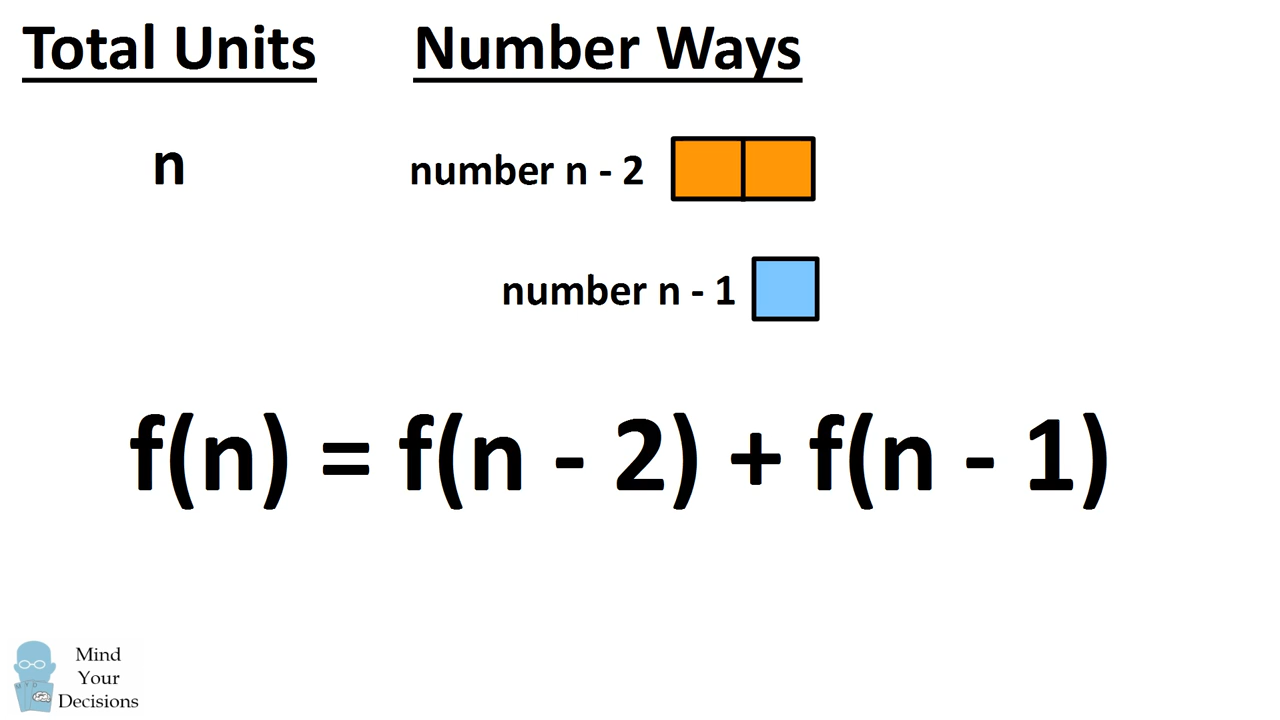 Total Units Number Ways
n number n - 2
number n - 1
f(n) = f(n - 2) + f(n - 1)
Mind
Your
Decisions